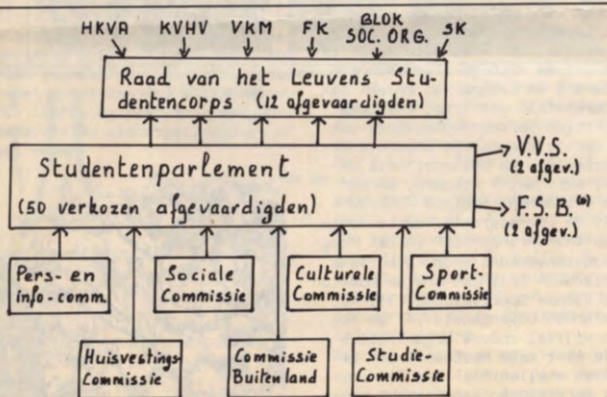 HKVA KVHV VKM FK BLOK SOC. ORG. SK
Raad van het Leuvens Stu-
dentencorps (12 afgevaardigden)
Studentenparlement
(50 verkozen afgevaardigden)
V.V.S.
(2 afgev.)
F.S.B.
(2 afgev.)
Pers- en
info-comm.
Sociale
Commissie
Culturele
Commissie
Sport-
Commissie
Huisvestings-
Commissie
Commissie
Buitenland
Studie-
Commissie